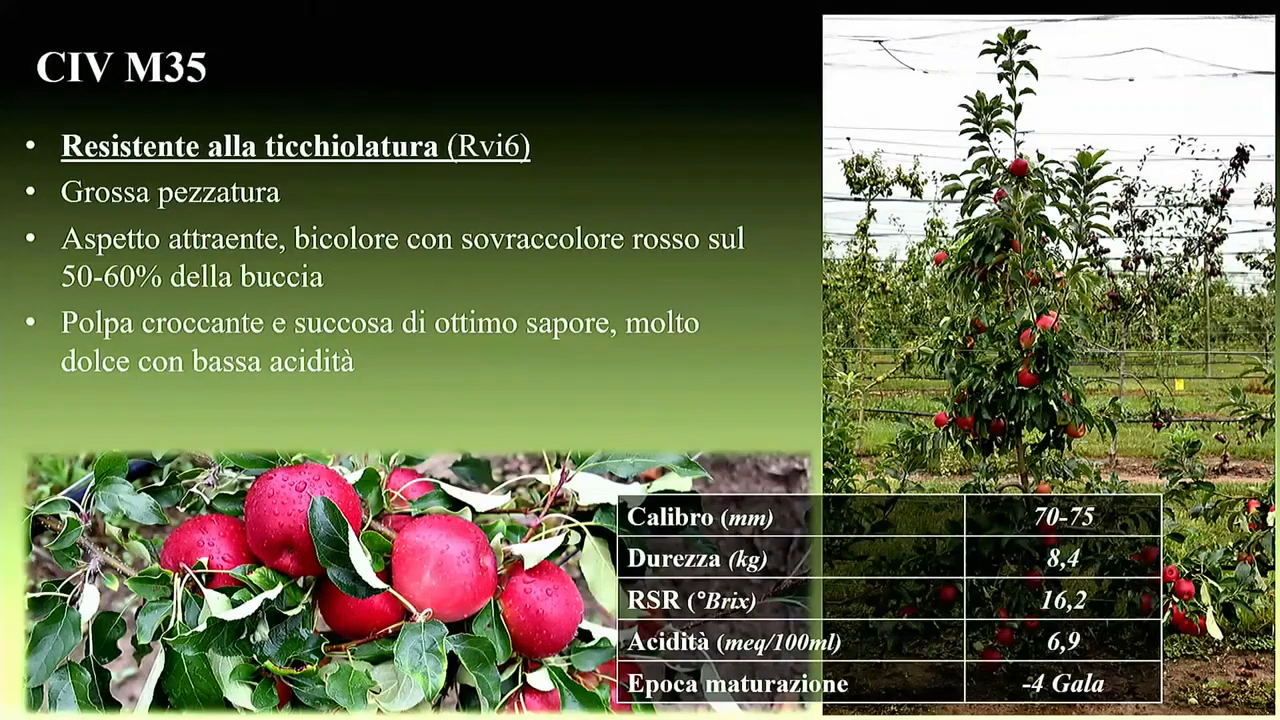 CIV M35
• Resistente alla ticchiolatura (Rvi6)
• Grossa pezzatura
• Aspetto attraente, bicolore con sovraccolore rosso sul
50-60% della buccia
• Polpa croccante e succosa di ottimo sapore, molto
dolce con bassa acidità
Calibro (mm) 70-75
Durezza (kg) 8,4
RSR (°Brix) 16,2
Acidità (meq/100ml) 6,9
Epoca maturazione -4 Gala